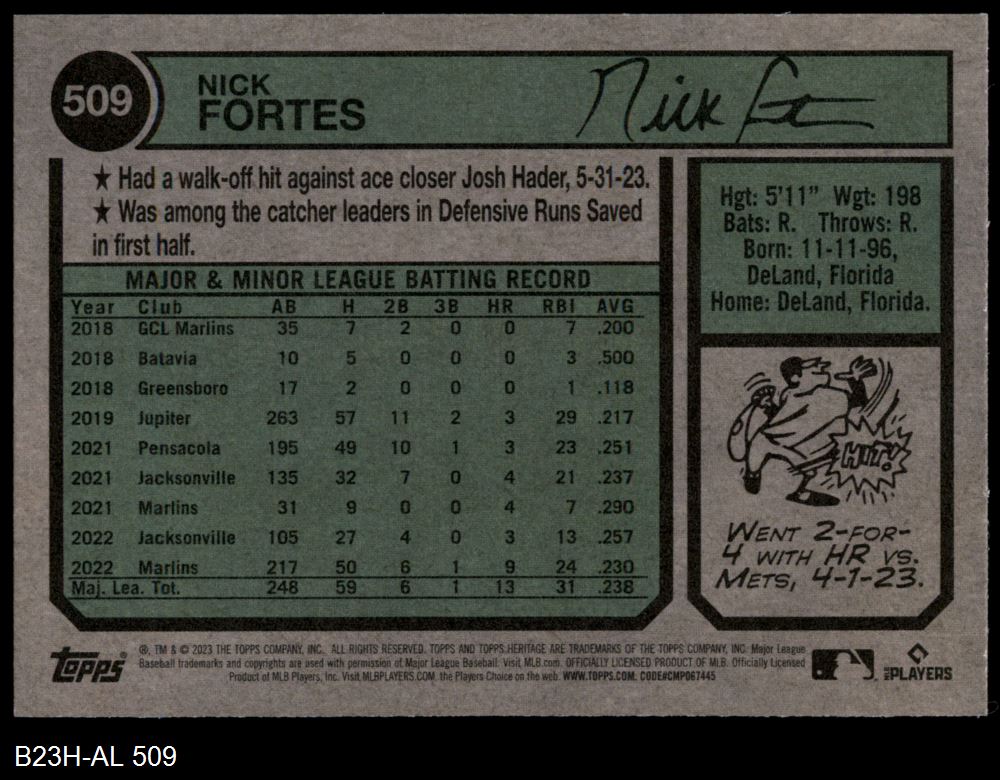 509
NICK
FORTES
Nick Fortes
★ Had a walk-off hit against ace closer Josh Hader, 5-31-23.
★ Was among the catcher leaders in Defensive Runs Saved
in first half.
MAJOR & MINOR LEAGUE BATTING RECORD
Year Club AB H 2B 3B HR RBI AVG
2018 GCL Marlins 35 7 2 0 0 7 .200
2018 Batavia 10 5 0 0 0 3 .500
2018 Greensboro 17 2 0 0 0 1 .118
2019 Jupiter 263 57 11 2 3 29 .217
2021 Pensacola 195 49 10 1 3 23 .251
2021 Jacksonville 135 32 7 0 4 21 .237
2021 Marlins 31 9 0 0 4 7 .290
2022 Jacksonville 105 27 4 0 3 13 .257
2022 Marlins 217 50 6 1 9 24 .230
Maj. Lea. Tot. 248 59 6 1 13 31 .238
Hgt: 5'11" Wgt: 198
Bats: R. Throws: R.
Born: 11-11-96,
DeLand, Florida
Home: DeLand, Florida.
HIT!
WENT 2-FOR-
4 WITH HR VS.
METS, 4-1-23.
topps®
®, TM & © 2023 THE TOPPS COMPANY, INC. ALL RIGHTS RESERVED. TOPPS AND TOPPS HERITAGE ARE TRADEMARKS OF THE TOPPS COMPANY, INC. Major League
Baseball trademarks and copyrights are used with permission of Major League Baseball. Visit MLB.com. OFFICIALLY LICENSED PRODUCT OF MLB. Officially Licensed
Product of MLB Players, Inc. Visit MLBPLAYERS.COM, the Players Choice on the web. WWW.TOPPS.COM. CODE#CMP067445
MLB PLAYERS
B23H-AL 509